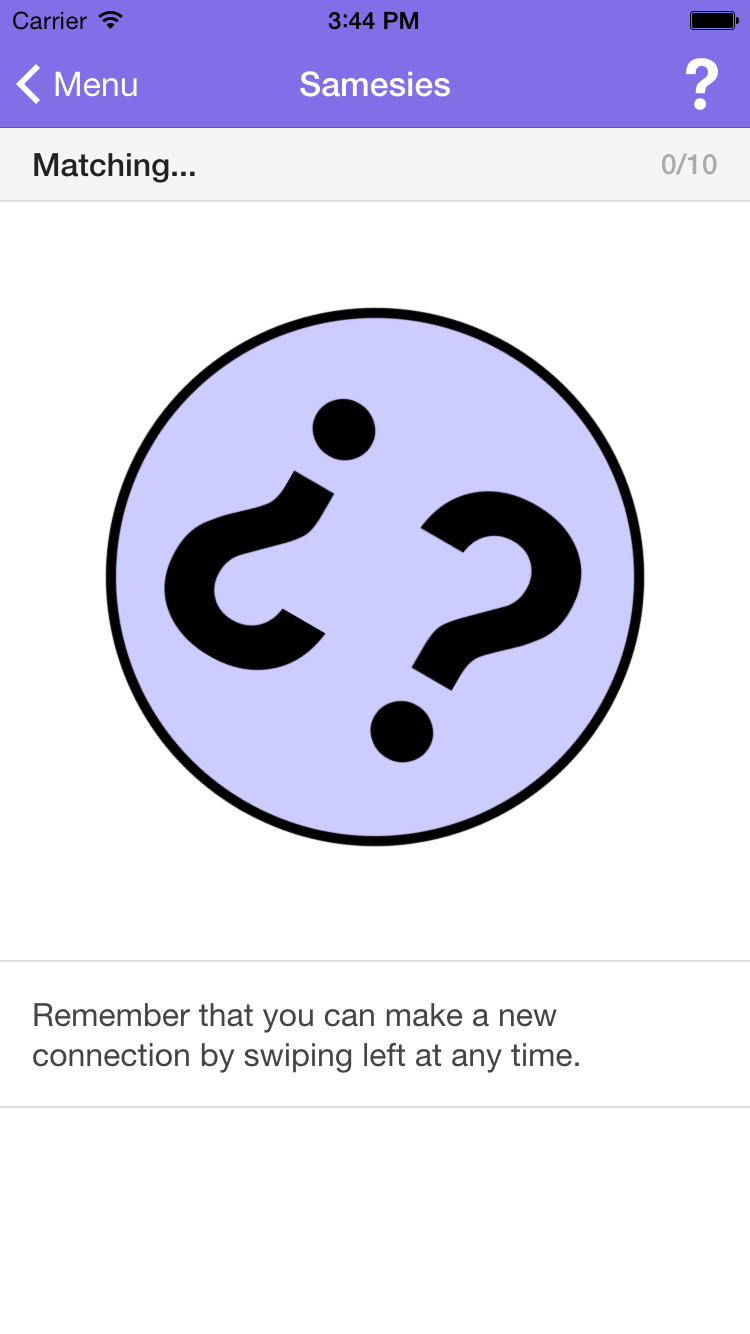 Carrier 3:44 PM
Menu Samesies ?
Matching... 0/10
¿ ?
Remember that you can make a new
connection by swiping left at any time.